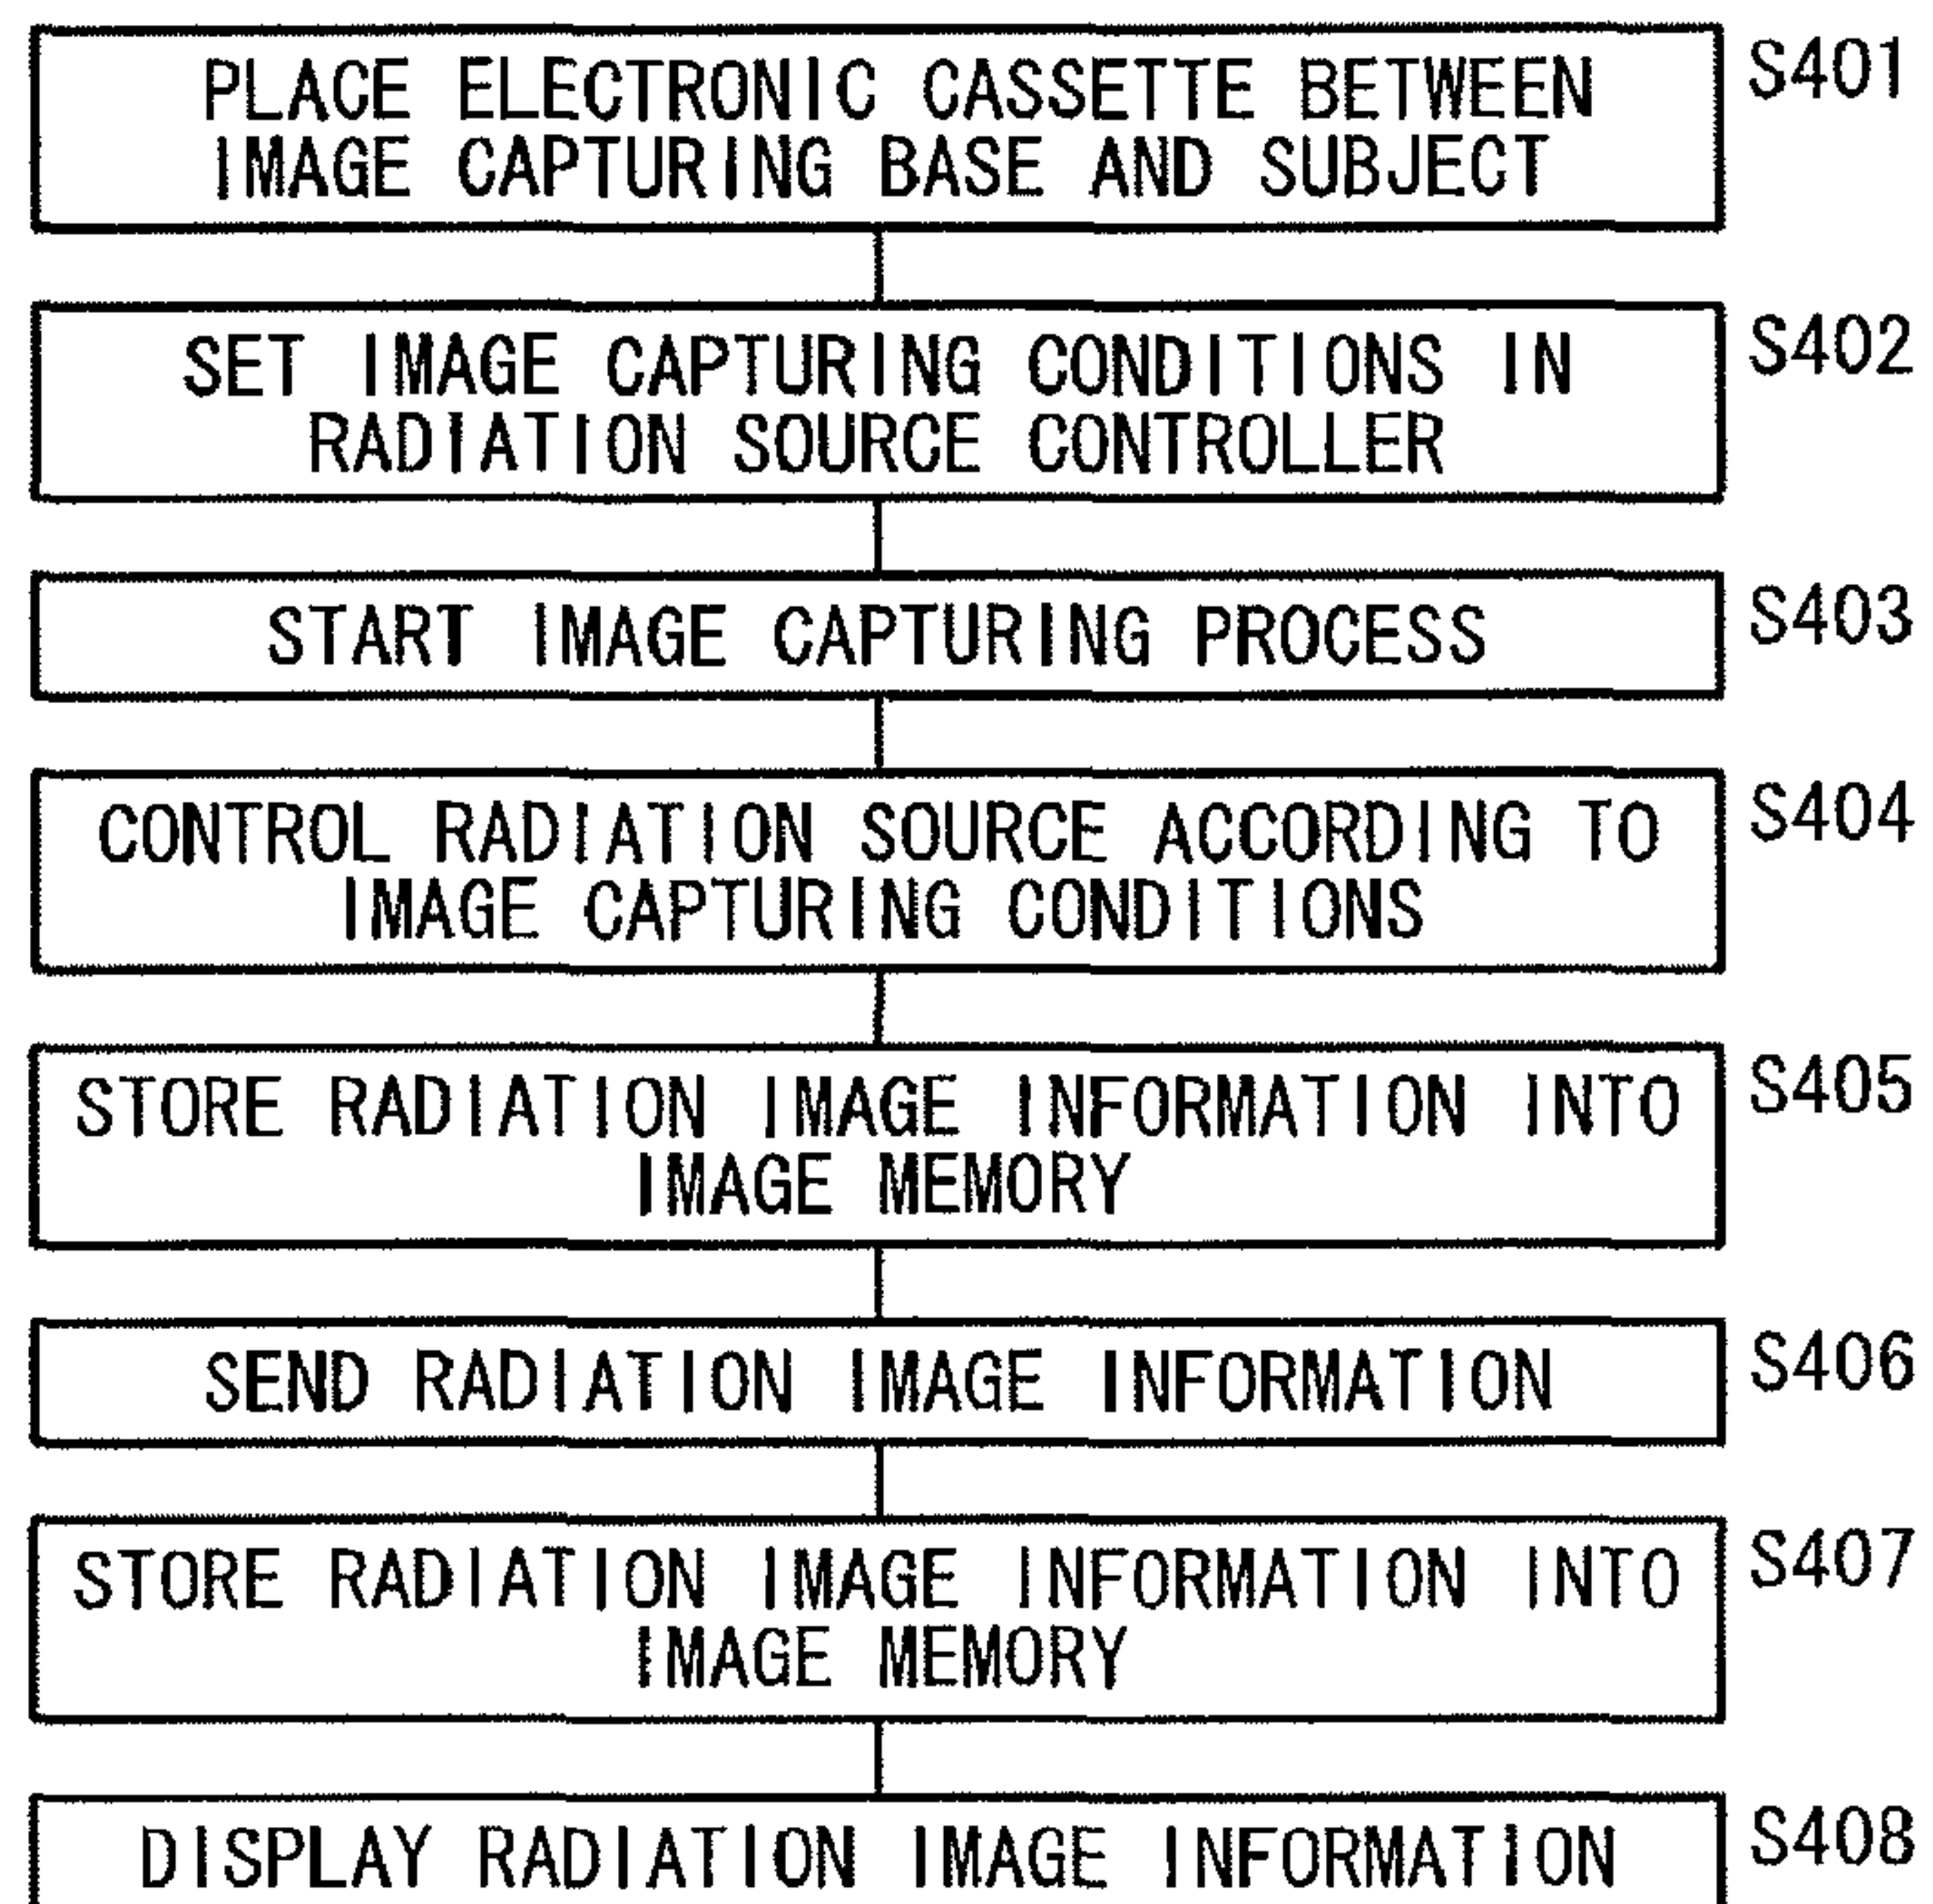 PLACE ELECTRONIC CASSETTE BETWEEN
IMAGE CAPTURING BASE AND SUBJECT
S401
SET IMAGE CAPTURING CONDITIONS IN
RADIATION SOURCE CONTROLLER
S402
START IMAGE CAPTURING PROCESS
S403
CONTROL RADIATION SOURCE ACCORDING TO
IMAGE CAPTURING CONDITIONS
S404
STORE RADIATION IMAGE INFORMATION INTO
IMAGE MEMORY
S405
SEND RADIATION IMAGE INFORMATION
S406
STORE RADIATION IMAGE INFORMATION INTO
IMAGE MEMORY
S407
DISPLAY RADIATION IMAGE INFORMATION
S408